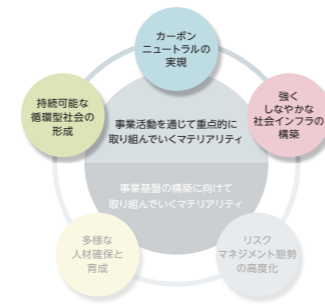 カーボン
ニュートラルの
実現
持続可能な
循環型社会の
形成
強く
しなやかな
社会インフラの
構築
事業活動を通じて重点的に
取り組んでいくマテリアリティ
事業基盤の構築に向けて
取り組んでいくマテリアリティ
多様な
人材確保と
育成
リスク
マネジメント態勢
の高度化